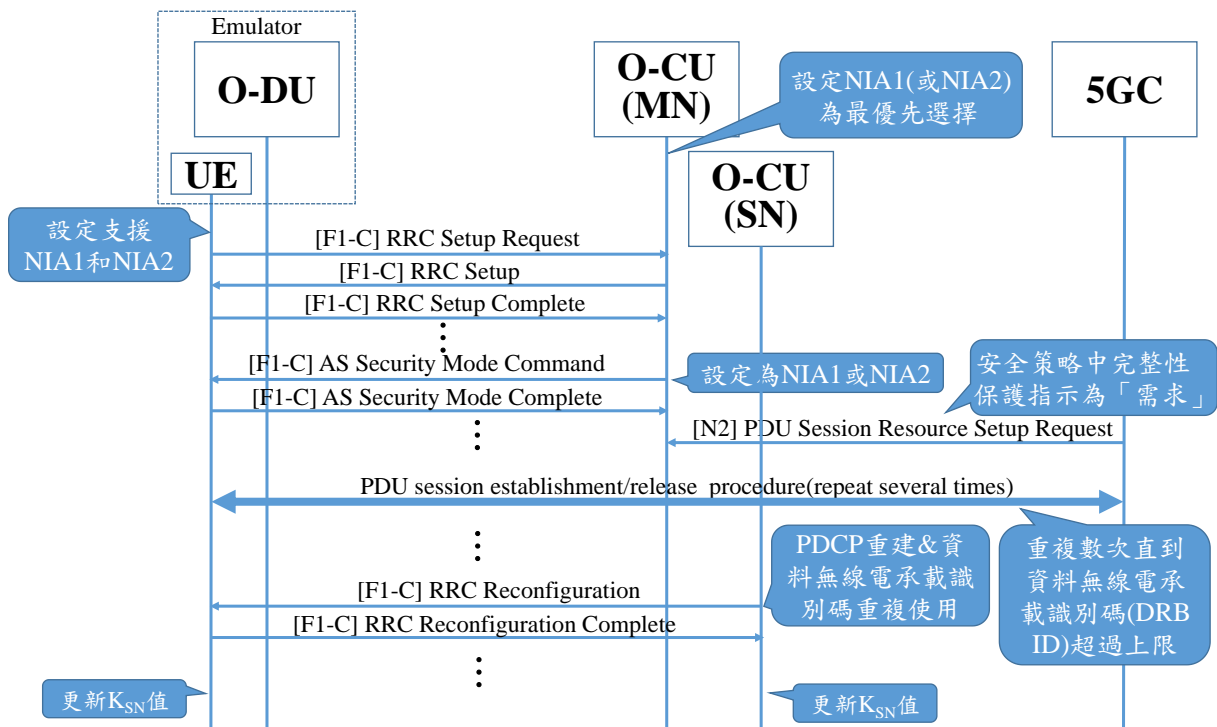 Emulator
O-DU
O-CU
(MN)
設定NIA1(或NIA2)
為最優先選擇
5GC
UE
O-CU
(SN)
設定支援
NIA1和NIA2
[F1-C] RRC Setup Request
[F1-C] RRC Setup
[F1-C] RRC Setup Complete
[F1-C] AS Security Mode Command
設定為NIA1或NIA2
安全策略中完整性
保護指示為「需求」
[F1-C] AS Security Mode Complete
[N2] PDU Session Resource Setup Request
PDU session establishment/release procedure(repeat several times)
PDCP重建&資
料無線電承載識
別碼重複使用
重複數次直到
資料無線電承
載識別碼(DRB
ID)超過上限
[F1-C] RRC Reconfiguration
[F1-C] RRC Reconfiguration Complete
更新KSN值
更新KSN值